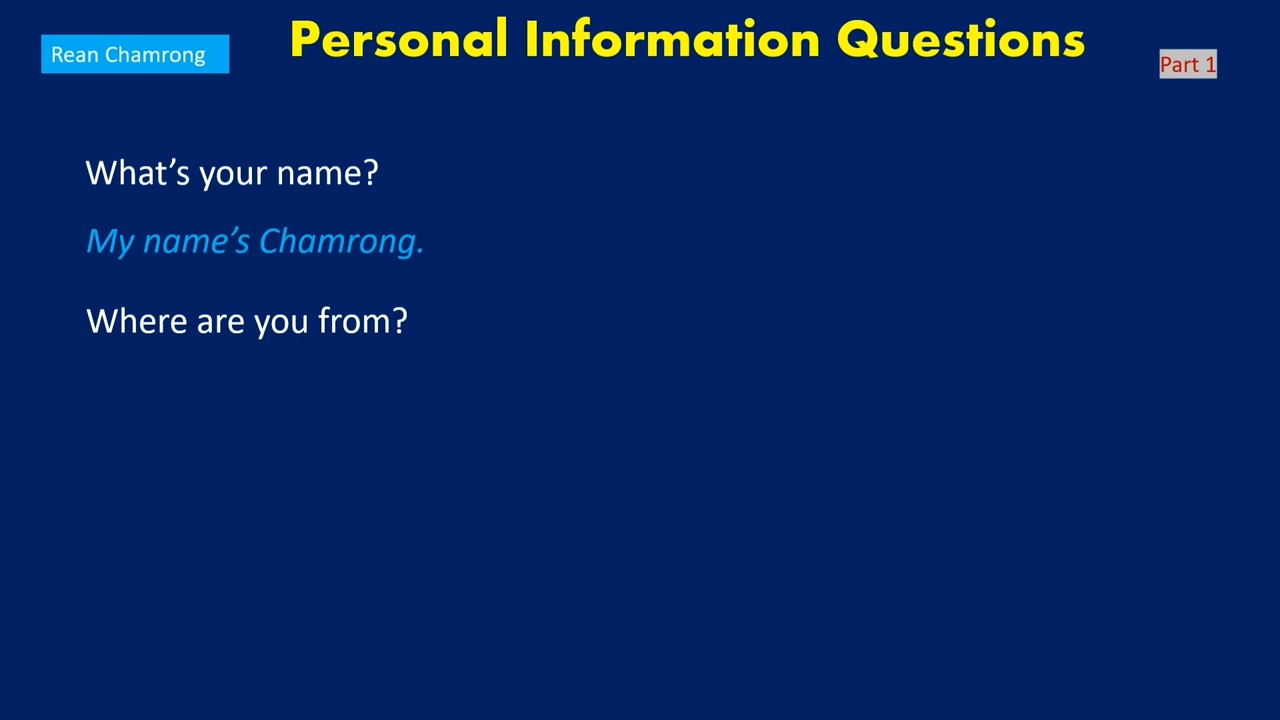 Rean Chamrong
Personal Information Questions
Part 1
What’s your name?
My name’s Chamrong.
Where are you from?